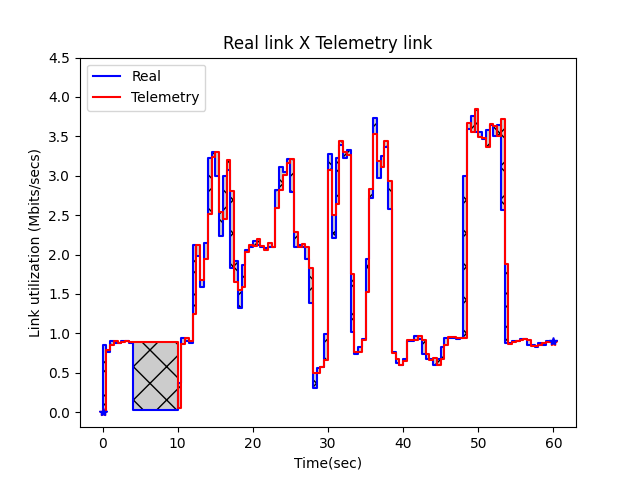 Real link X Telemetry link
Real
Telemetry
Link utilization (Mbits/secs)
4.5
4.0
3.5
3.0
2.5
2.0
1.5
1.0
0.5
0.0
0 10 20 30 40 50 60
Time(sec)